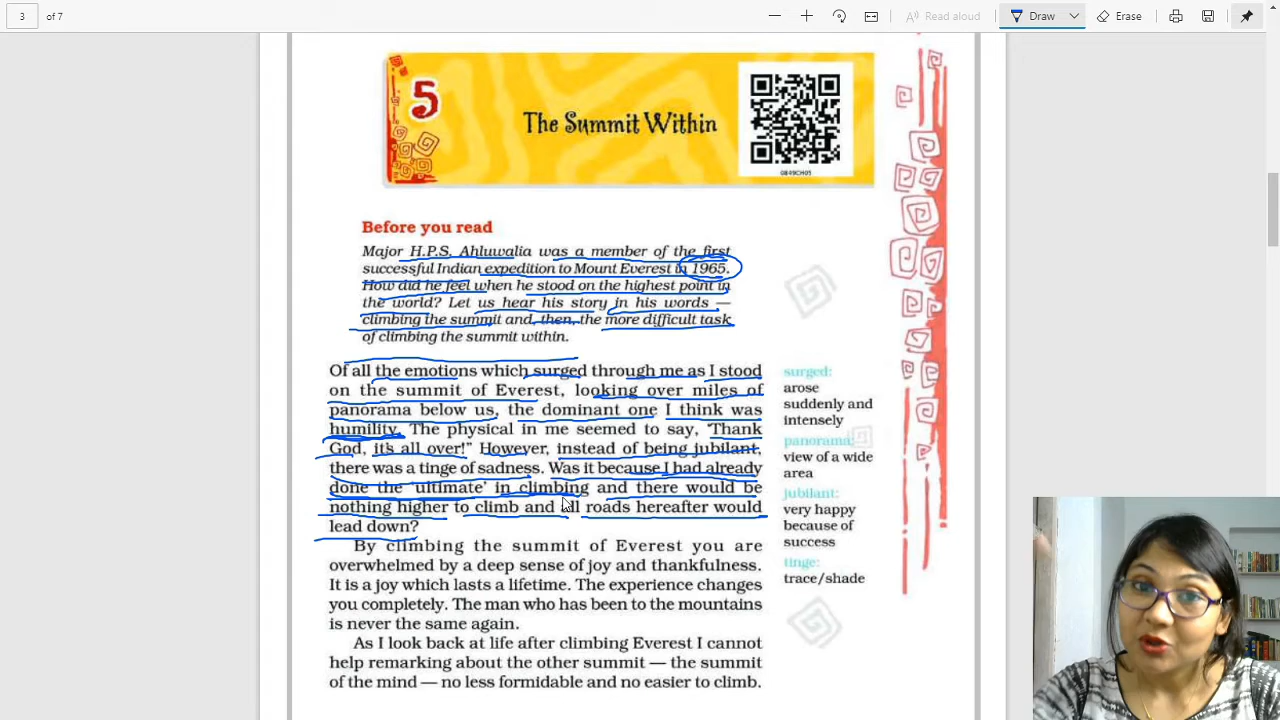 3 of 7
Read aloud
Draw
Erase
5
The Summit Within
0849CH05
Before you read
Major H.P.S. Ahluwalia was a member of the first
successful Indian expedition to Mount Everest in 1965.
How did he feel when he stood on the highest point in
the world? Let us hear his story in his words —
climbing the summit and, then, the more difficult task
of climbing the summit within.
Of all the emotions which surged through me as I stood
on the summit of Everest, looking over miles of
panorama below us, the dominant one I think was
humility. The physical in me seemed to say, 'Thank
God, it's all over!" However, instead of being jubilant,
there was a tinge of sadness. Was it because I had already
done the 'ultimate' in climbing and there would be
nothing higher to climb and all roads hereafter would
lead down?
By climbing the summit of Everest you are
overwhelmed by a deep sense of joy and thankfulness.
It is a joy which lasts a lifetime. The experience changes
you completely. The man who has been to the mountains
is never the same again.
As I look back at life after climbing Everest I cannot
help remarking about the other summit — the summit
of the mind — no less formidable and no easier to climb.
surged:
arose
suddenly and
intensely
panorama:
view of a wide
area
jubilant:
very happy
because of
success
tinge:
trace/shade